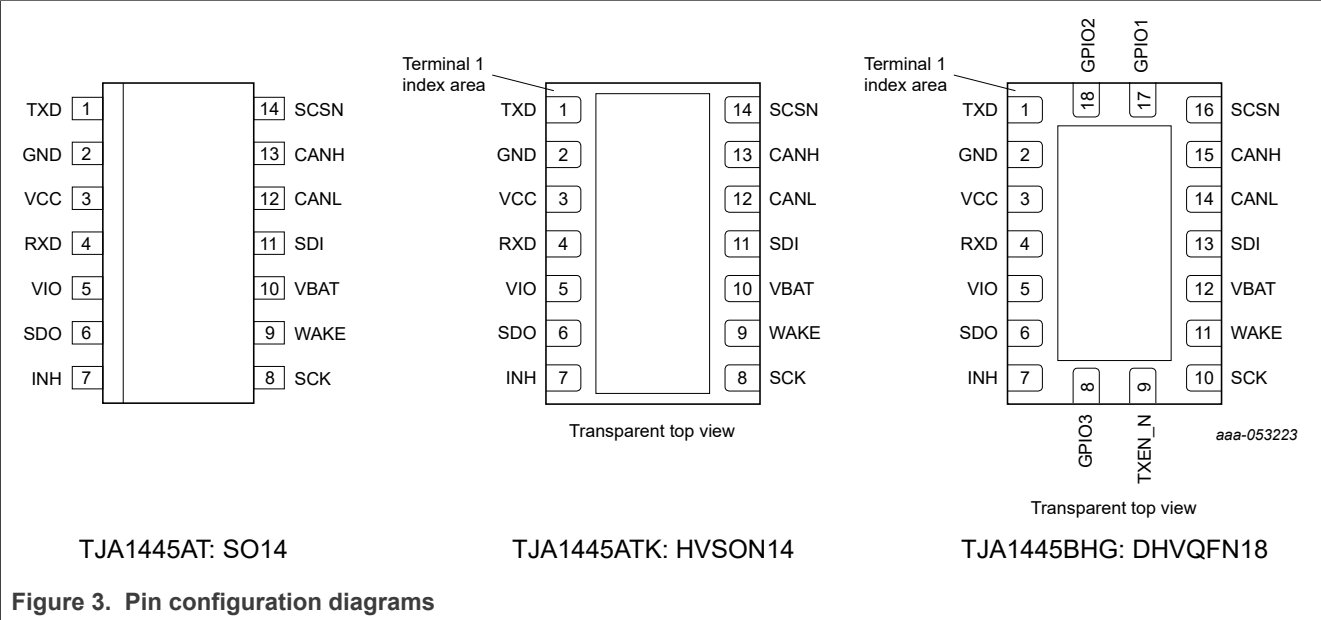 TXD 1
GND 2
VCC 3
RXD 4
VIO 5
SDO 6
INH 7
14 SCSN
13 CANH
12 CANL
11 SDI
10 VBAT
9 WAKE
8 SCK
TJA1445AT: SO14
Terminal 1
index area
TXD 1
GND 2
VCC 3
RXD 4
VIO 5
SDO 6
INH 7
14 SCSN
13 CANH
12 CANL
11 SDI
10 VBAT
9 WAKE
8 SCK
Transparent top view
TJA1445ATK: HVSON14
Terminal 1
index area
GPIO2
18
GPIO1
17
TXD 1
GND 2
VCC 3
RXD 4
VIO 5
SDO 6
INH 7
16 SCSN
15 CANH
14 CANL
13 SDI
12 VBAT
11 WAKE
10 SCK
8
GPIO3
9
TXEN_N
aaa-053223
Transparent top view
TJA1445BHG: DHVQFN18
Figure 3. Pin configuration diagrams